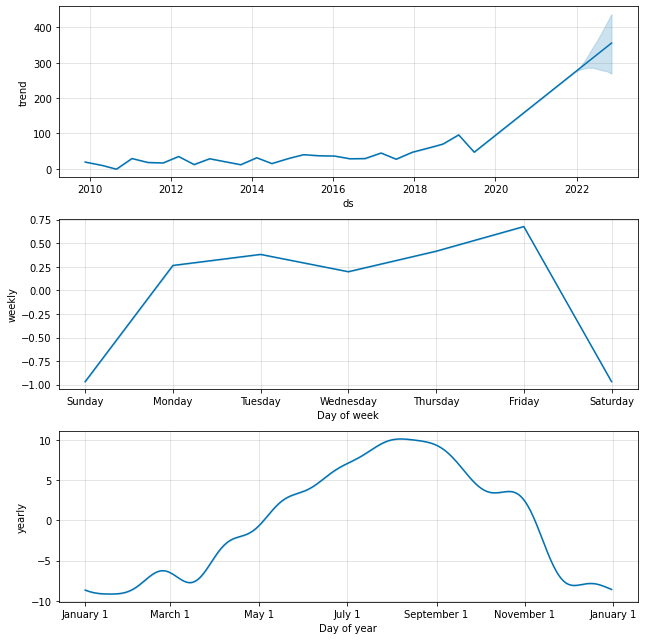 400
300
200
100
0
trend
2010 2012 2014 2016 2018 2020 2022
ds
0.75
0.50
0.25
0.00
−0.25
−0.50
−0.75
−1.00
weekly
Sunday Monday Tuesday Wednesday Thursday Friday Saturday
Day of week
10
5
0
−5
−10
yearly
January 1 March 1 May 1 July 1 September 1 November 1 January 1
Day of year